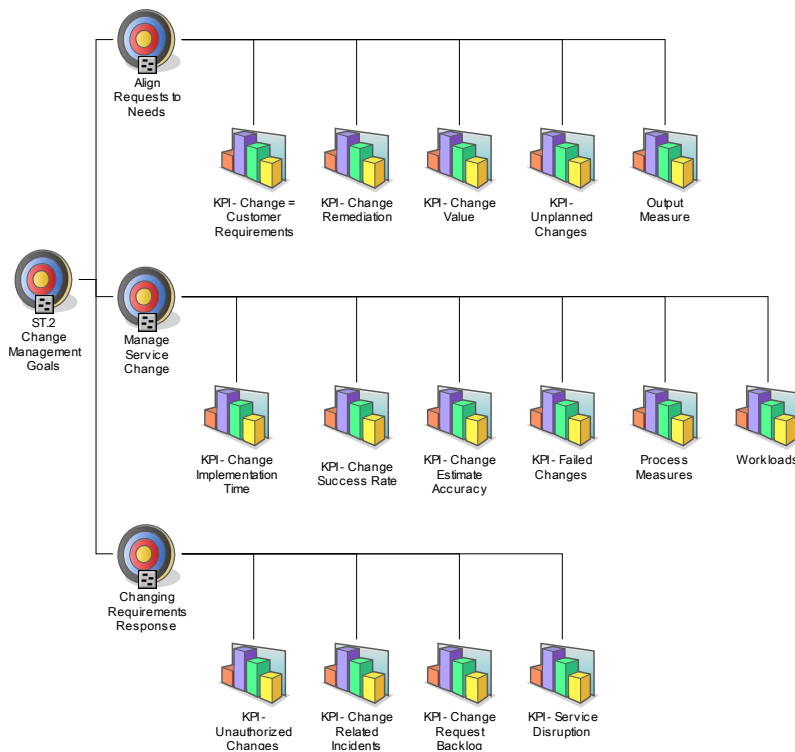 Align
Requests to
Needs
KPI- Change =
Customer
Requirements
KPI- Change
Remediation
KPI- Change
Value
KPI-
Unplanned
Changes
Output
Measure
ST.2
Change
Management
Goals
Manage
Service
Change
KPI- Change
Implementation
Time
KPI- Change
Success Rate
KPI- Change
Estimate
Accuracy
KPI- Failed
Changes
Process
Measures
Workloads
Changing
Requirements
Response
KPI-
Unauthorized
Changes
KPI- Change
Related
Incidents
KPI- Change
Request
Backlog
KPI- Service
Disruption